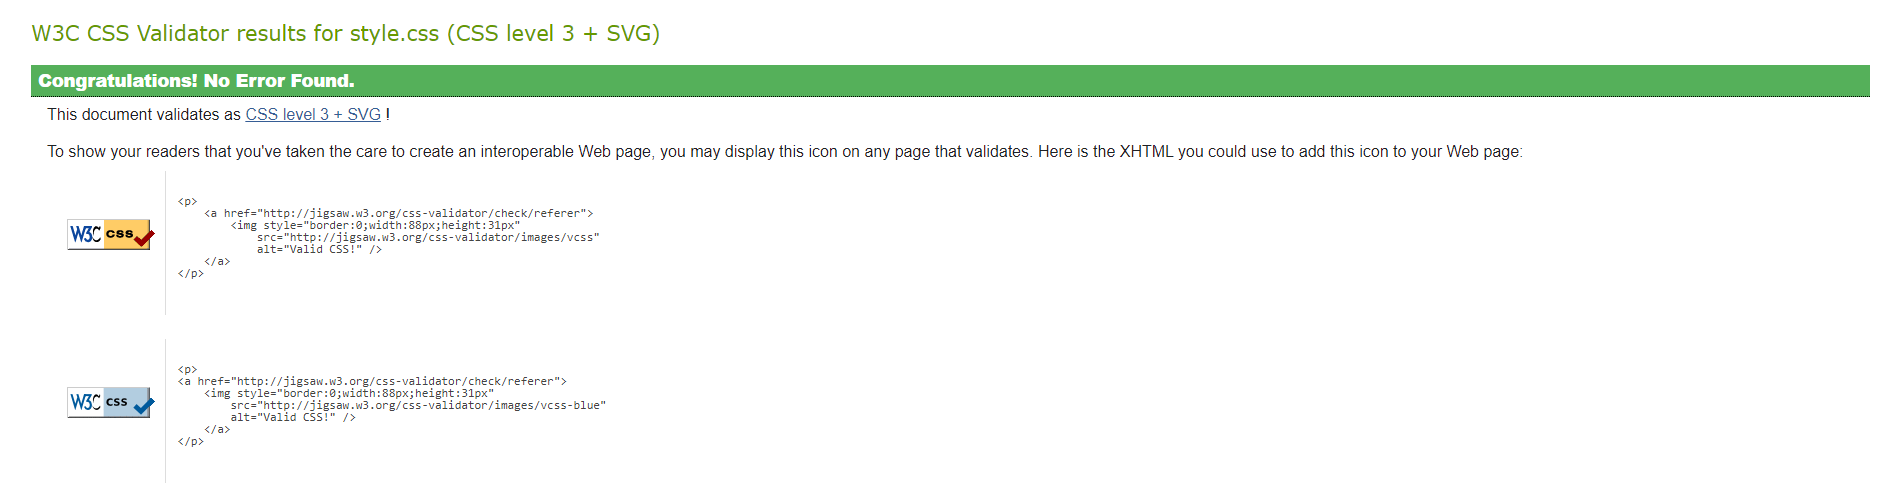 W3C CSS Validator results for style.css (CSS level 3 + SVG)
Congratulations! No Error Found.
This document validates as CSS level 3 + SVG !
To show your readers that you've taken the care to create an interoperable Web page, you may display this icon on any page that validates. Here is the XHTML you could use to add this icon to your Web page:
W3C css
<p>
<a href="http://jigsaw.w3.org/css-validator/check/referer">
<img style="border:0;width:88px;height:31px"
src="http://jigsaw.w3.org/css-validator/images/vcss"
alt="Valid CSS!" />
</a>
</p>
W3C css
<p>
<a href="http://jigsaw.w3.org/css-validator/check/referer">
<img style="border:0;width:88px;height:31px"
src="http://jigsaw.w3.org/css-validator/images/vcss-blue"
alt="Valid CSS!" />
</a>
</p>